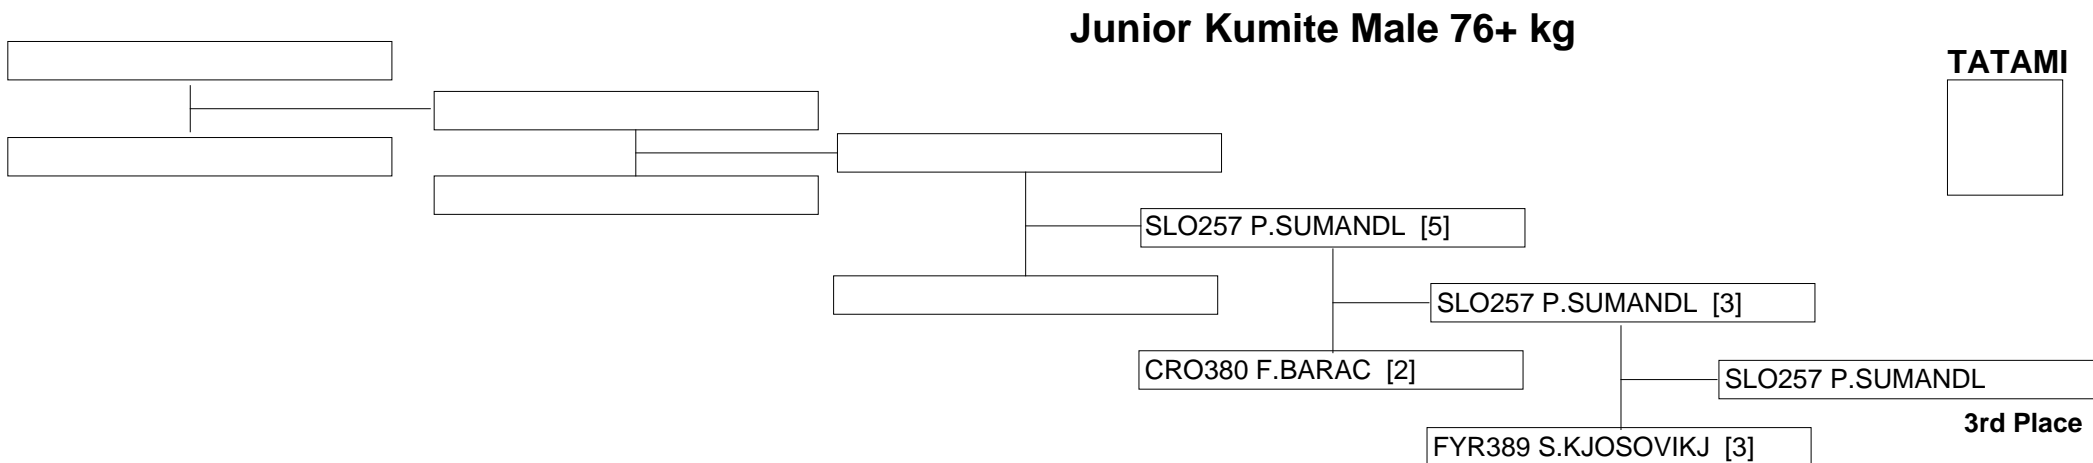 Junior Kumite Male 76+ kg
TATAMI
SLO257 P.SUMANDL [5]
SLO257 P.SUMANDL [3]
CRO380 F.BARAC [2]
SLO257 P.SUMANDL
3rd Place
FYR389 S.KJOSOVIKJ [3]